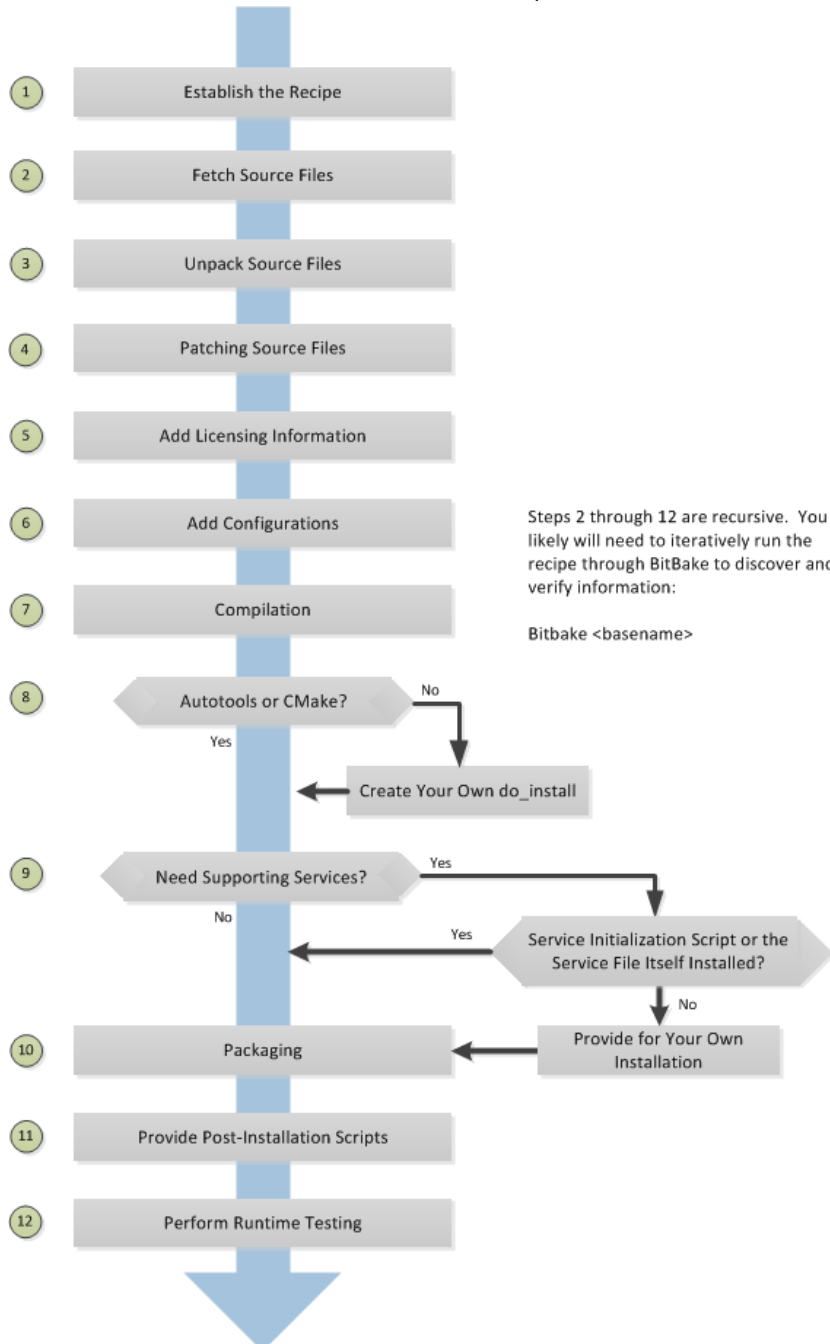 1
Establish the Recipe
2
Fetch Source Files
3
Unpack Source Files
4
Patching Source Files
5
Add Licensing Information
6
Add Configurations
Steps 2 through 12 are recursive. You
likely will need to iteratively run the
recipe through BitBake to discover and
verify information:
Bitbake <basename>
7
Compilation
8
Autotools or CMake?
No
Yes
Create Your Own do_install
9
Need Supporting Services?
Yes
No
Service Initialization Script or the
Service File Itself Installed?
Yes
No
10
Packaging
Provide for Your Own
Installation
11
Provide Post-Installation Scripts
12
Perform Runtime Testing